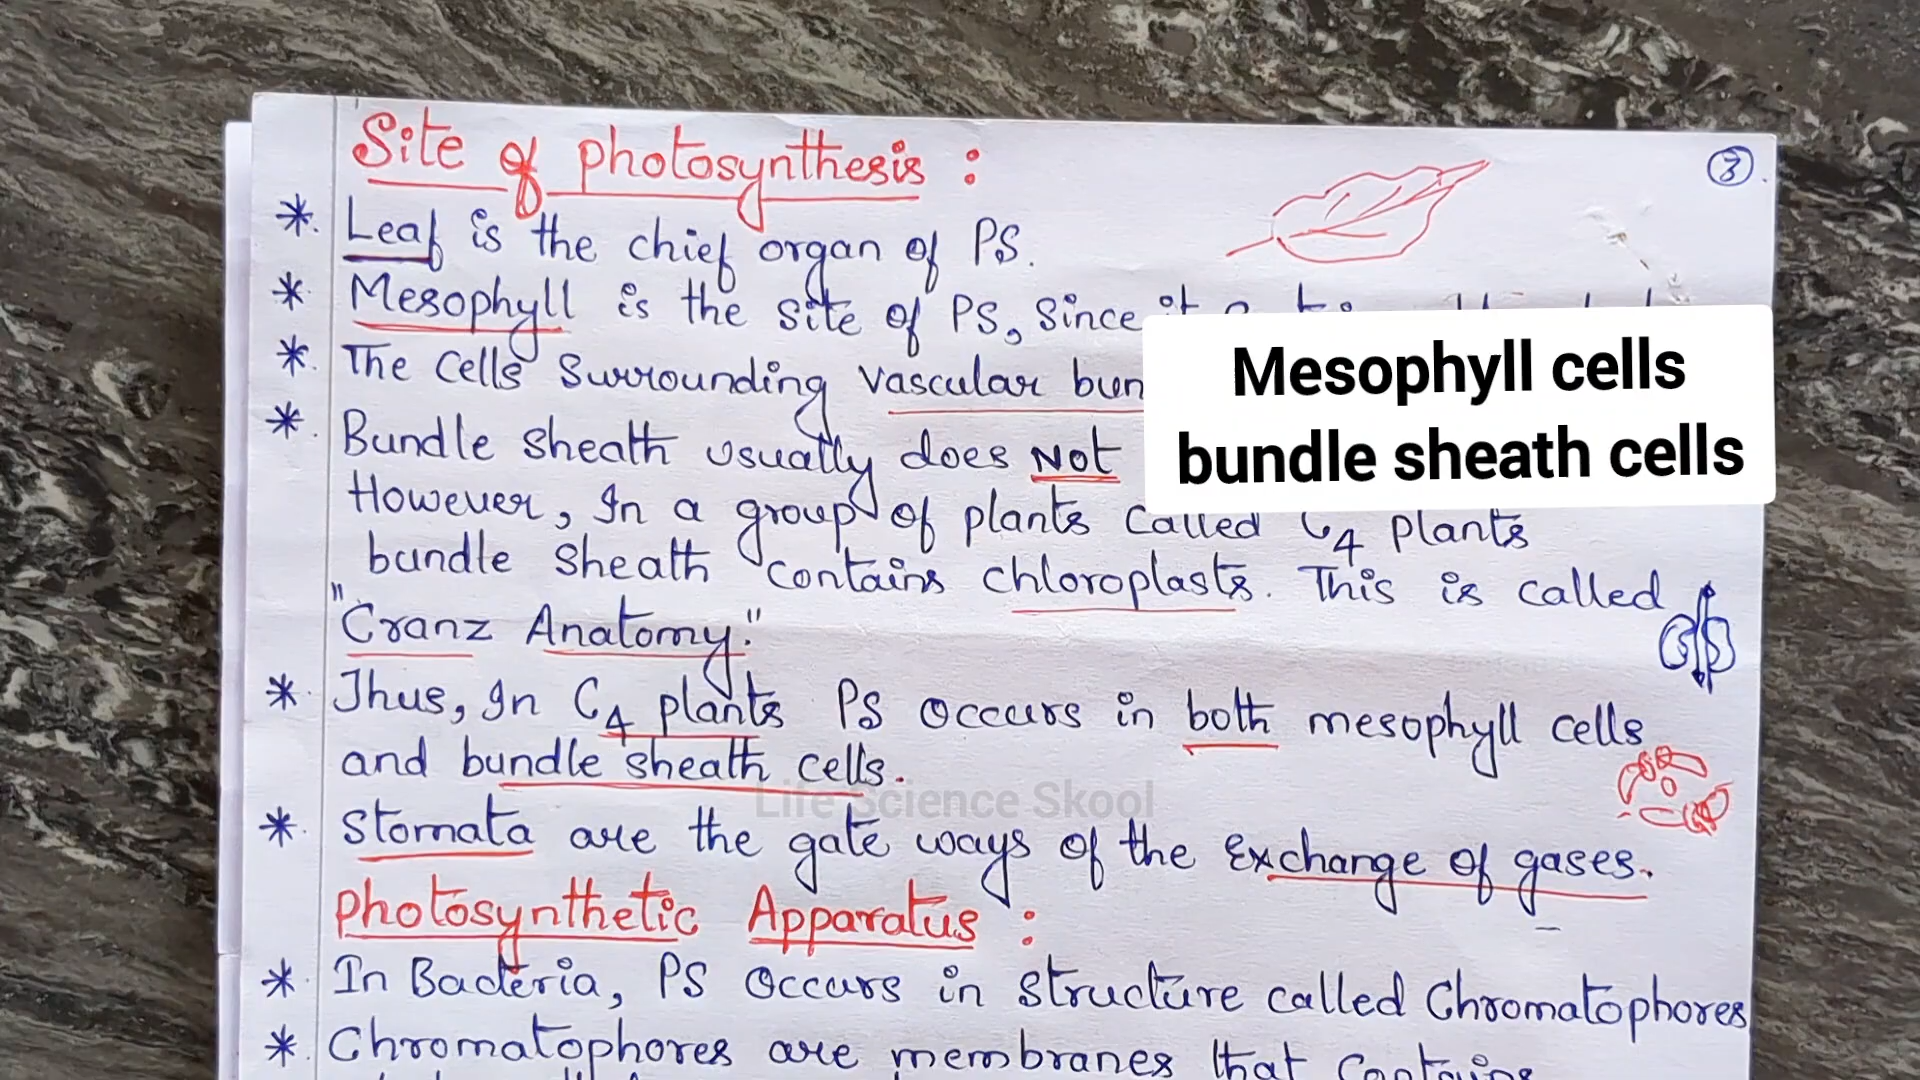 Site of photosynthesis :
3
* Leaf is the chief organ of PS.
* Mesophyll is the site of PS, Since it
* The cells surrounding vascular bun
Mesophyll cells
bundle sheath cells
* Bundle sheath usually does NOT
However, In a group of plants called C4 plants
bundle sheath contains chloroplasts. This is called
"Cranz Anatomy."
* Thus, In C4 plants PS occurs in both mesophyll cells
and bundle sheath cells.
Life Science Skool
* Stomata are the gate ways of the Exchange of gases.
photosynthetic Apparatus :
* In Bacteria, PS occurs in structure called Chromatophores
* Chromatophores are membranes that contains